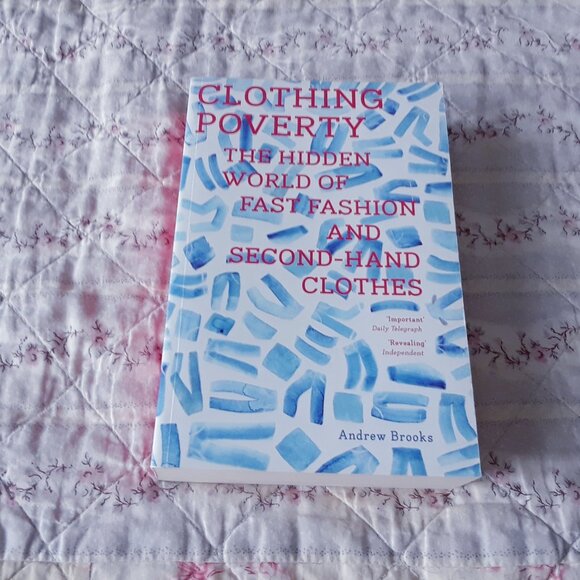 CLOTHING
POVERTY
THE HIDDEN
WORLD OF
FAST FASHION
AND
SECOND-HAND
CLOTHES
'Important'
Daily Telegraph
'Revealing'
Independent
Andrew Brooks